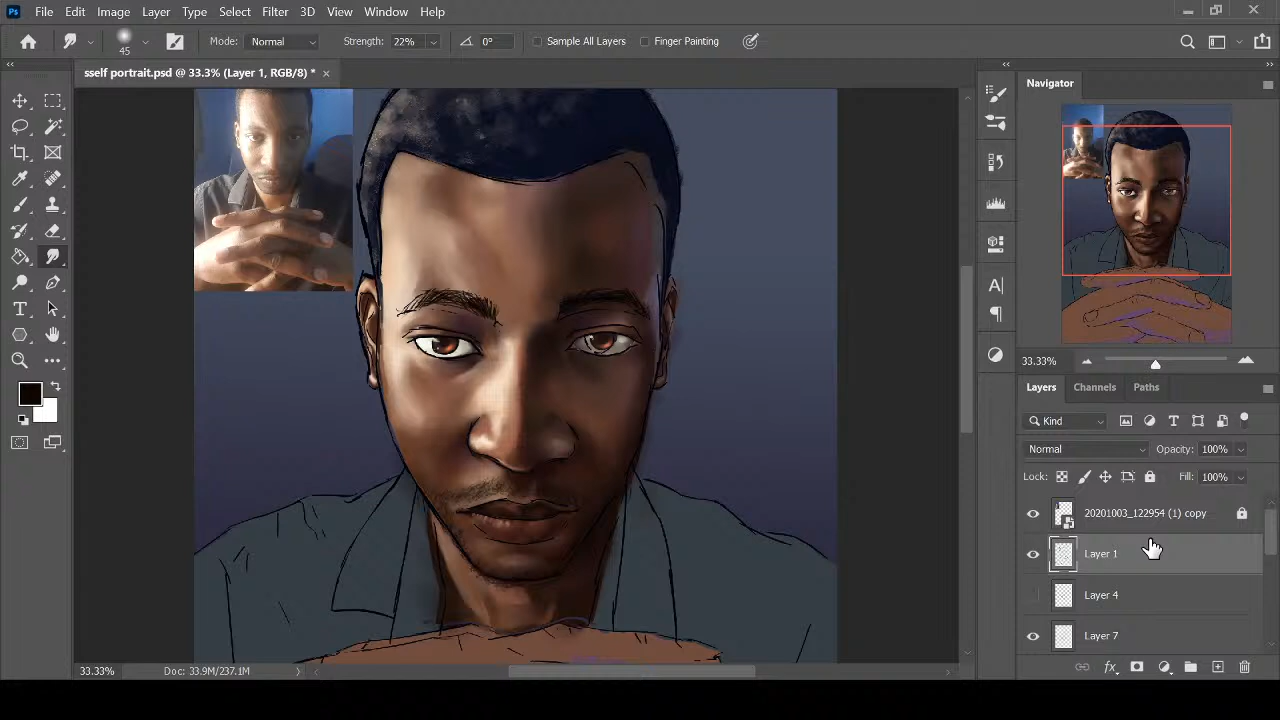 Ps File Edit Image Layer Type Select Filter 3D View Window Help
45 Mode: Normal Strength: 22% 0° Sample All Layers Finger Painting
sself portrait.psd @ 33.3% (Layer 1, RGB/8) * ×
Navigator
33.33%
Layers Channels Paths
Kind
Normal Opacity: 100%
Lock: Fill: 100%
20201003_122954 (1) copy
Layer 1
Layer 4
Layer 7
33.33% Doc: 33.9M/237.1M